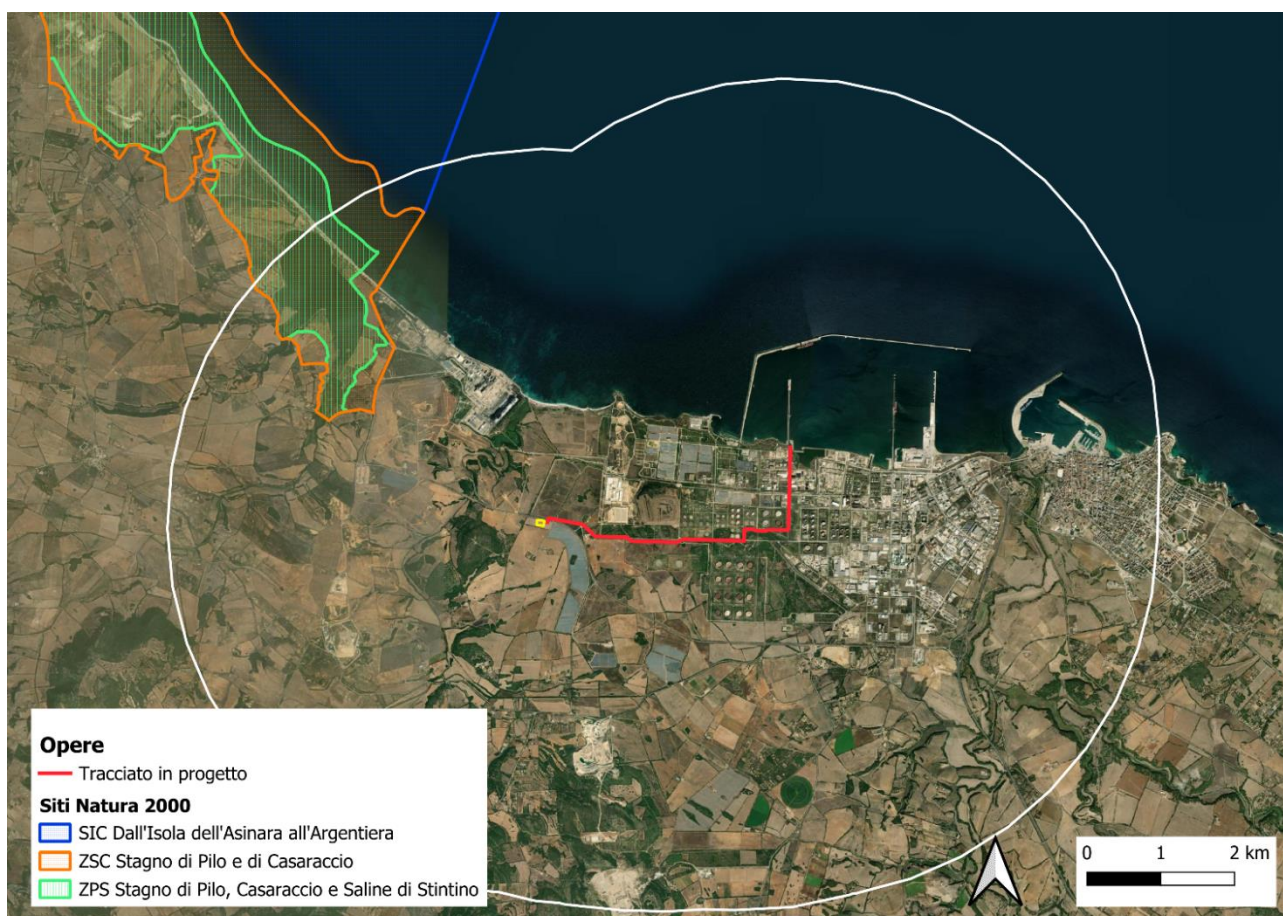 Opere
Tracciato in progetto
Siti Natura 2000
SIC Dall'Isola dell'Asinara all'Argentiera
ZSC Stagno di Pilo e di Casaraccio
ZPS Stagno di Pilo, Casaraccio e Saline di Stintino
0 1 2 km